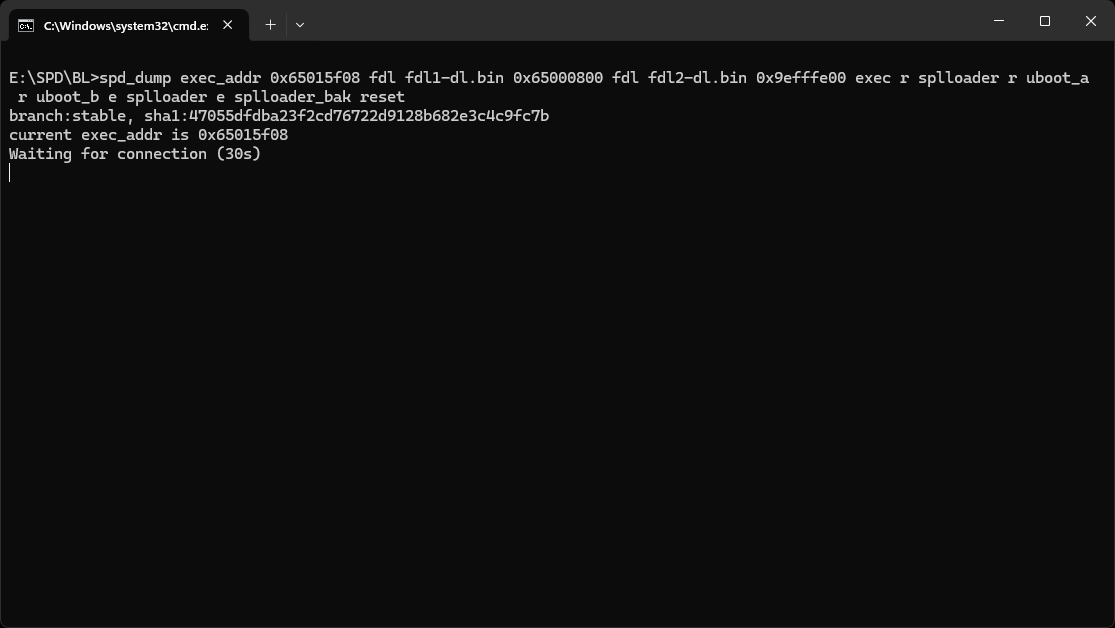 C:\Windows\system32\cmd.e:
E:\SPD\BL>spd_dump exec_addr 0x65015f08 fdl fdl1-dl.bin 0x65000800 fdl fdl2-dl.bin 0x9efffe00 exec r splloader r uboot_a
r uboot_b e splloader e splloader_bak reset
branch:stable, sha1:47055dfdba23f2cd76722d9128b682e3c4c9fc7b
current exec_addr is 0x65015f08
Waiting for connection (30s)